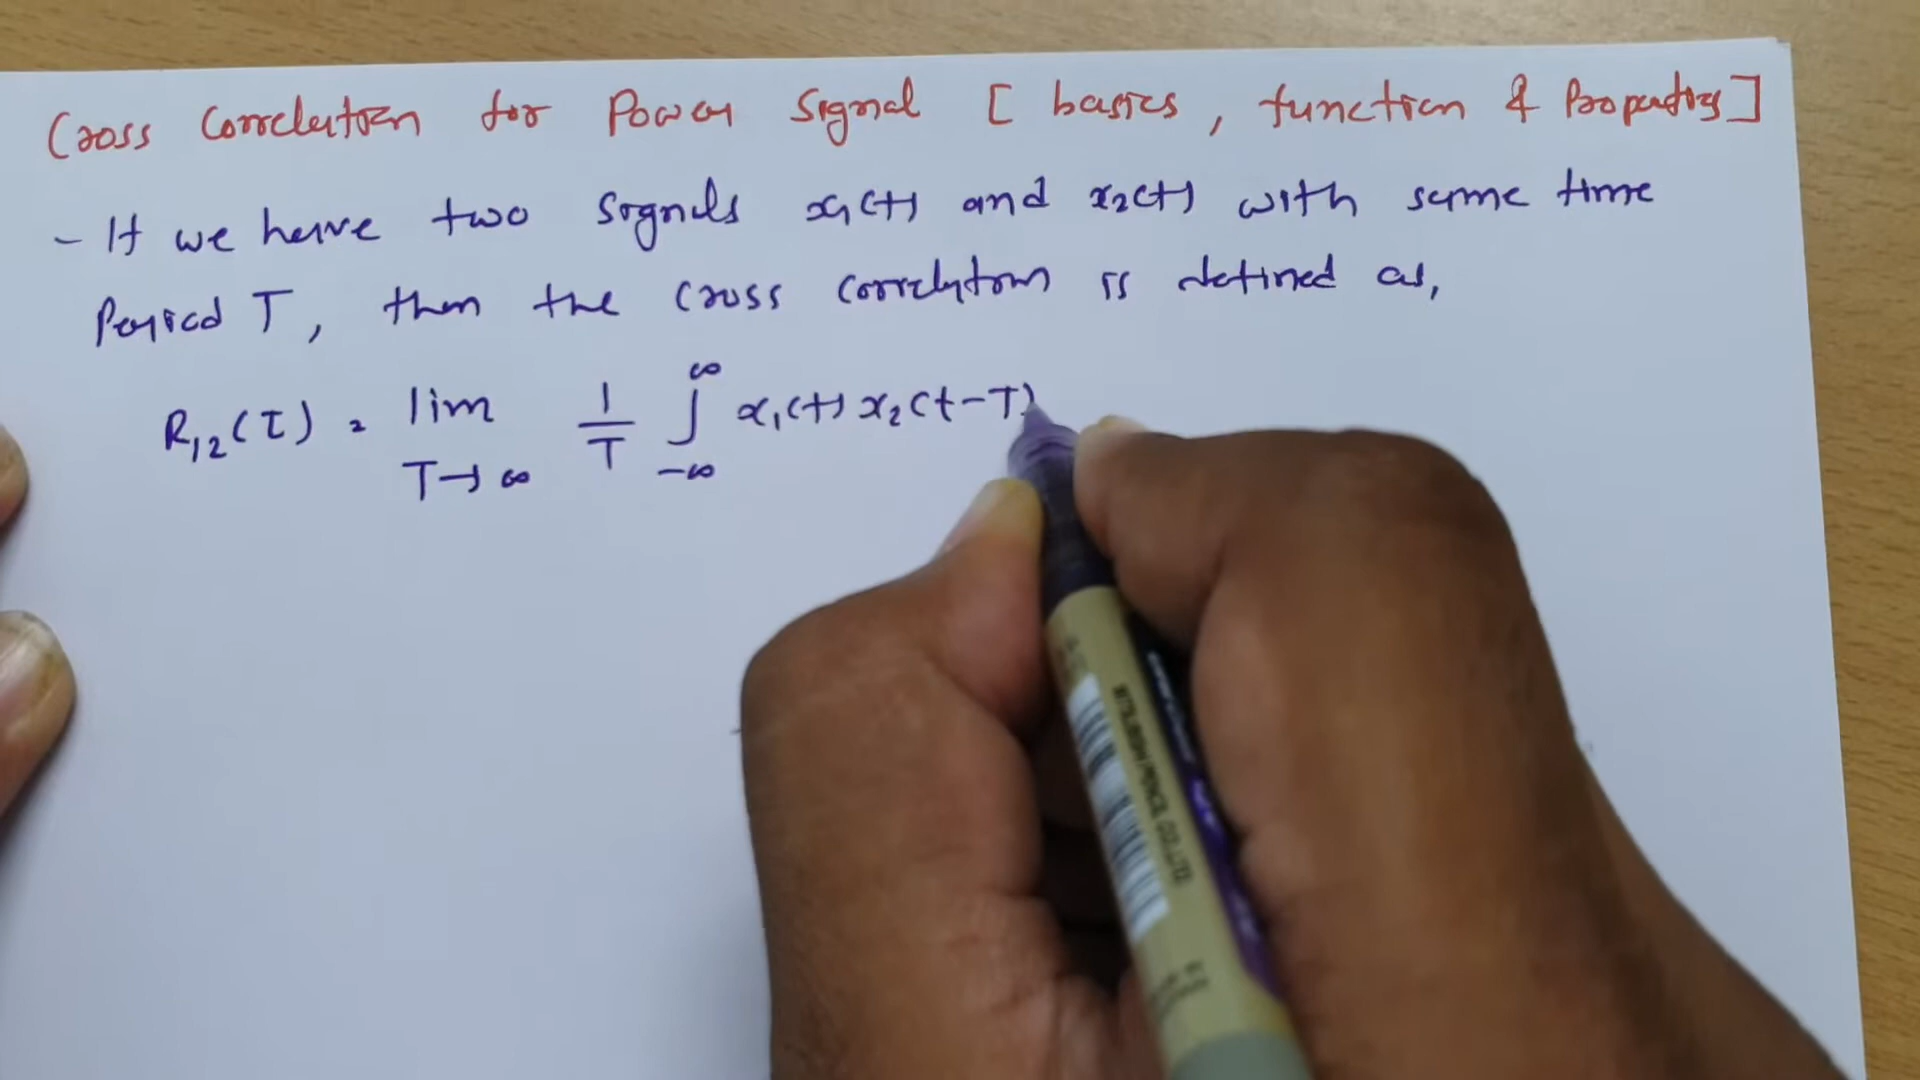 Cross Correlation for Power Signal [ basics, function & Properties ]
- If we have two signals x₁(t) and x₂(t) with same time
Period T, then the cross correlation is defined as,
R₁₂(τ) = lim T→∞ 1/T ∫_{-∞}^{∞} x₁(t) x₂(t-T)